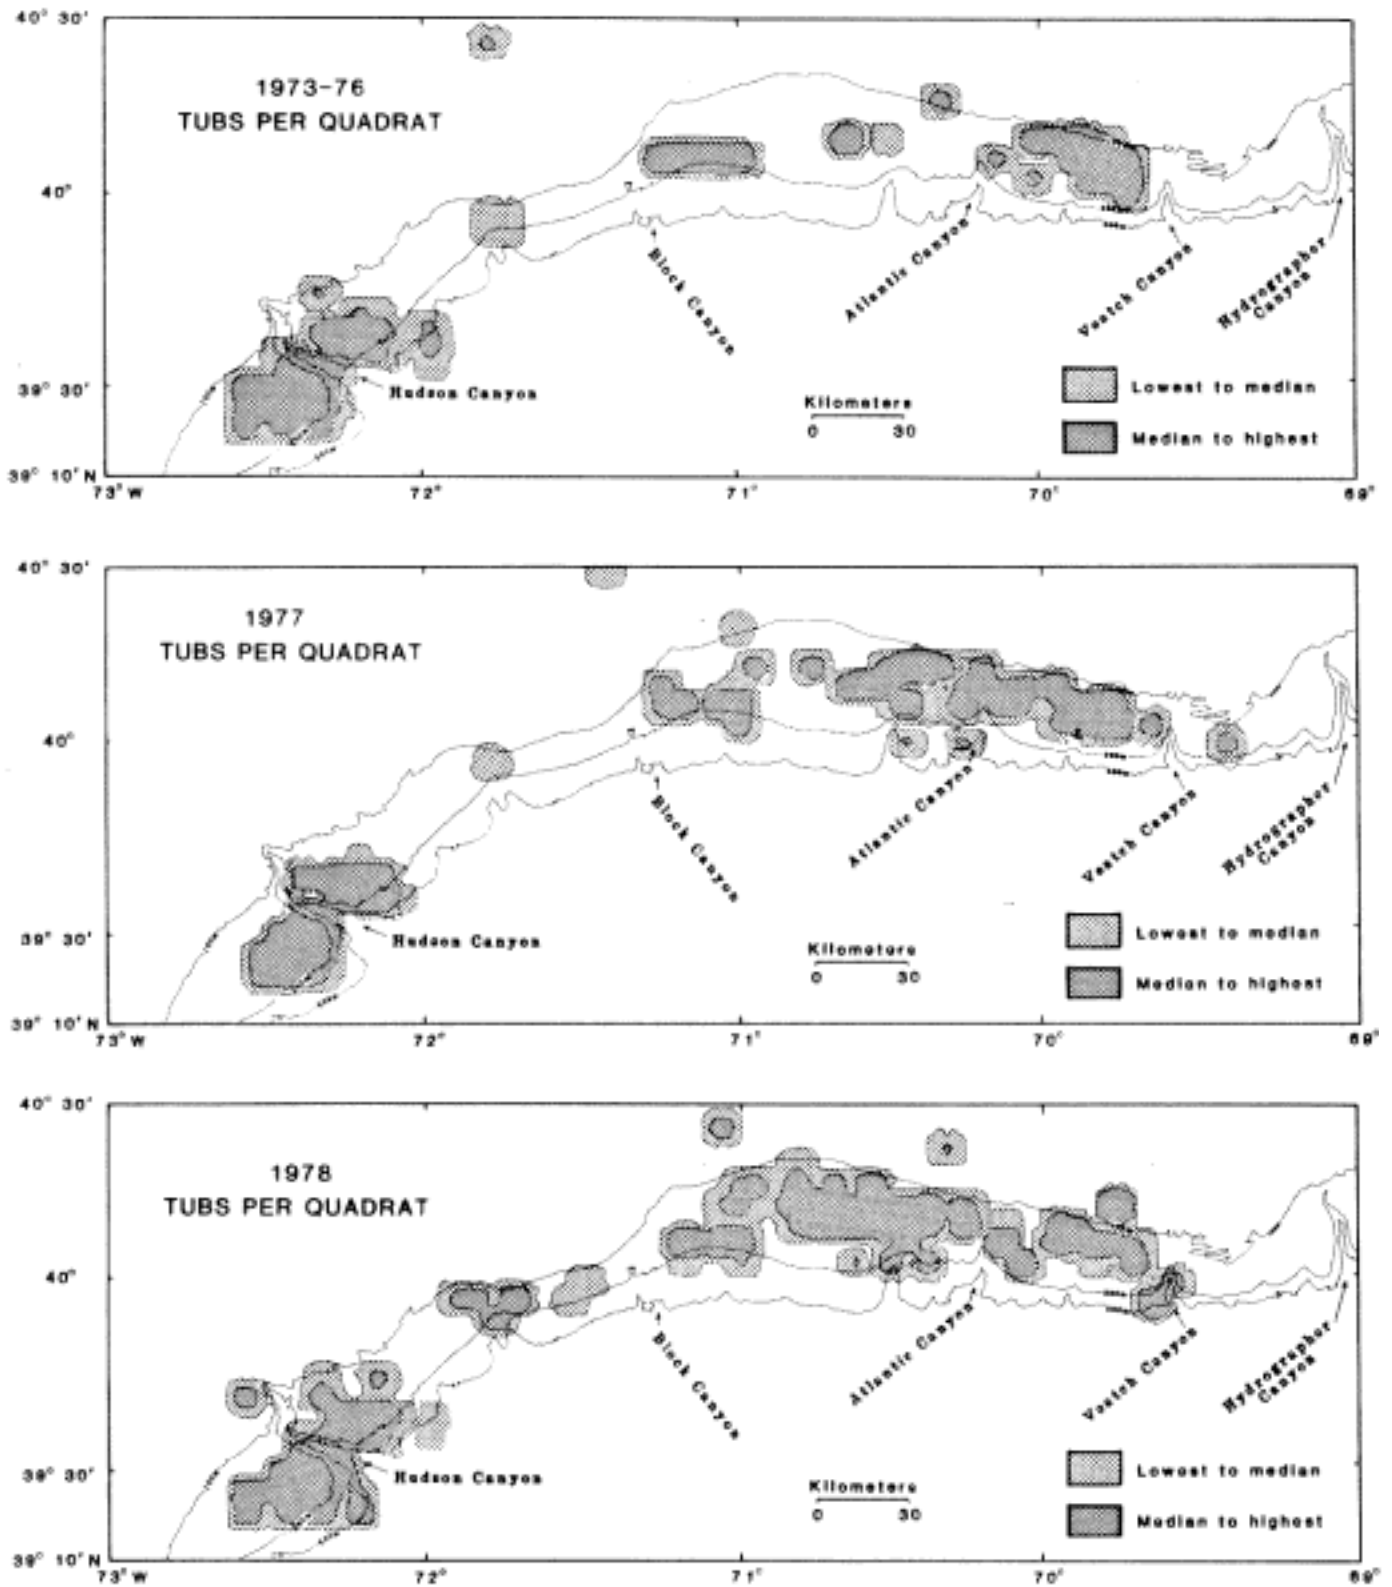 40° 30'
1973-76
TUBS PER QUADRAT
40°
Block Canyon
Atlantic Canyon
Veatch Canyon
Hydrographer Canyon
Hudson Canyon
39° 30'
Kilometers
0 30
Lowest to median
Median to highest
39° 10' N
73° W 72° 71° 70° 69°
40° 30'
1977
TUBS PER QUADRAT
40°
Block Canyon
Atlantic Canyon
Veatch Canyon
Hydrographer Canyon
Hudson Canyon
39° 30'
Kilometers
0 30
Lowest to median
Median to highest
39° 10' N
73° W 72° 71° 70° 69°
40° 30'
1978
TUBS PER QUADRAT
40°
Block Canyon
Atlantic Canyon
Veatch Canyon
Hydrographer Canyon
Hudson Canyon
39° 30'
Kilometers
0 30
Lowest to median
Median to highest
39° 10' N
73° W 72° 71° 70° 69°